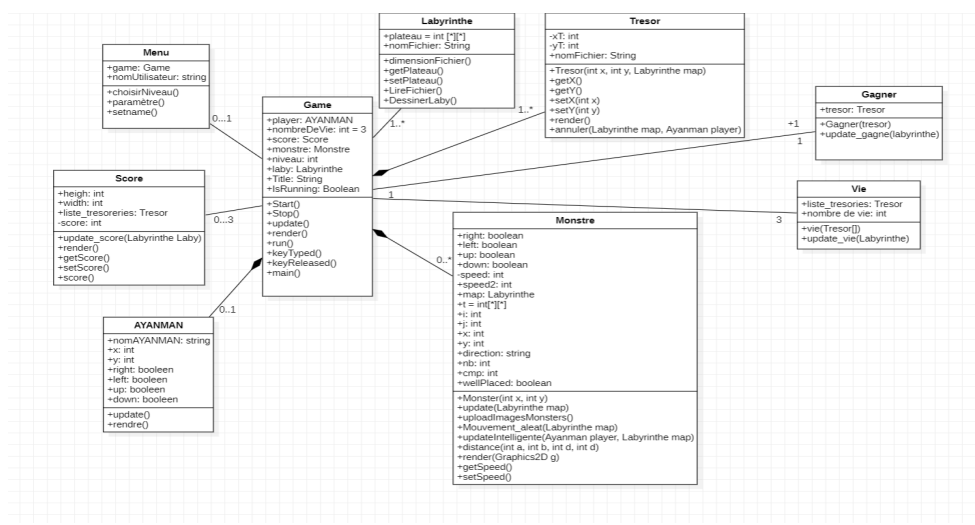 Menu
+game: Game
+nomUtilisateur: string
+choisirNiveau()
+paramètre()
+setname()
0...1
Labyrinthe
+plateau = int [*][*]
+nomFichier: String
+dimensionFichier()
+getPlateau()
+setPlateau()
+LireFichier()
+DessinerLaby()
1..*
Tresor
-xT: int
-yT: int
+nomFichier: String
+Tresor(int x, int y, Labyrinthe map)
+getX()
+getY()
+setX(int x)
+setY(int y)
+render()
+annuler(Labyrinthe map, Ayanman player)
1..*
Game
+player: AYANMAN
+nombreDeVie: int = 3
+score: Score
+monstre: Monstre
+niveau: int
+laby: Labyrinthe
+Title: String
+IsRunning: Boolean
+Start()
+Stop()
+update()
+render()
+run()
+keyTyped()
+keyReleased()
+main()
Gagner
+tresor: Tresor
+Gagner(tresor)
+update_gagne(labyrinthe)
+1
1
Score
+heigh: int
+width: int
+liste_tresoreries: Tresor
-score: int
+update_score(Labyrinthe Laby)
+render()
+getScore()
+setScore()
+score()
0...3
Vie
+liste_tresories: Tresor
+nombre de vie: int
+vie(Tresor[])
+update_vie(Labyrinthe)
1
3
Monstre
+right: boolean
+left: boolean
+up: boolean
+down: boolean
-speed: int
+speed2: int
+map: Labyrinthe
+t = int[*][*]
+i: int
+j: int
+x: int
+y: int
+direction: string
+nb: int
+cmp: int
+wellPlaced: boolean
+Monster(int x, int y)
+update(Labyrinthe map)
+uploadImagesMonsters()
+Mouvement_aleat(Labyrinthe map)
+updateIntelligente(Ayanman player, Labyrinthe map)
+distance(int a, int b, int d, int d)
+render(Graphics2D g)
+getSpeed()
+setSpeed()
0..*
AYANMAN
+nomAYANMAN: string
+x: int
+y: int
+right: booleen
+left: booleen
+up: booleen
+down: booleen
+update()
+rendre()
0..1